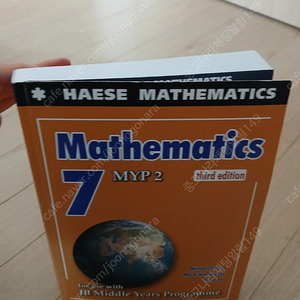 MATHEMATICS
* HAESE MATHEMATICS
Mathematics
7 MYP 2
third edition
for use with
IB Middle Years Programme
cafe.naver.com/joonggonara